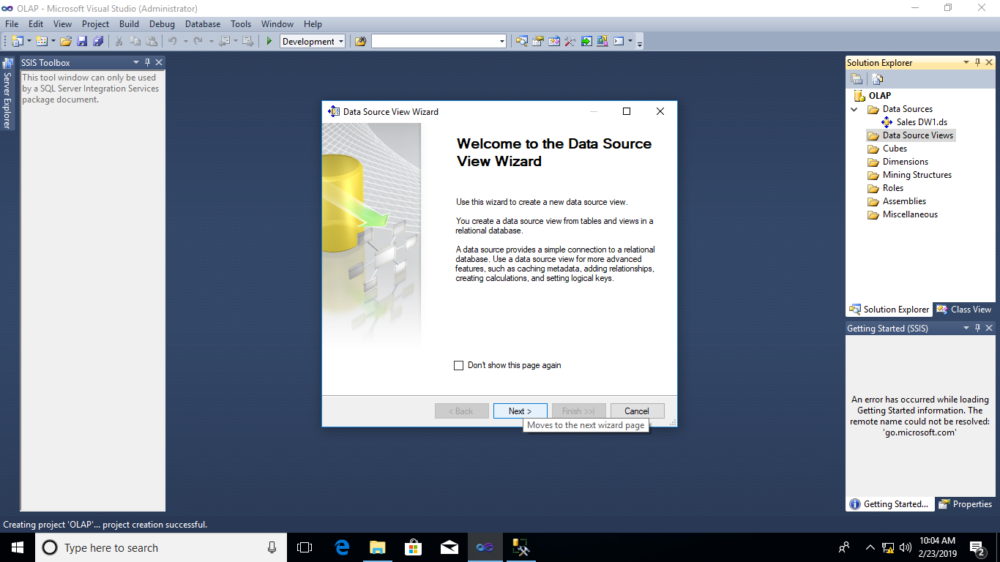 OLAP - Microsoft Visual Studio (Administrator)
File Edit View Project Build Debug Database Tools Window Help
Development
Server Explorer
SSIS Toolbox
This tool window can only be used
by a SQL Server Integration Services
package document.
Data Source View Wizard
Welcome to the Data Source
View Wizard
Use this wizard to create a new data source view.
You create a data source view from tables and views in a
relational database.
A data source provides a simple connection to a relational
database. Use a data source view for more advanced
features, such as caching metadata, adding relationships,
creating calculations, and setting logical keys.
Don't show this page again
< Back Next > Finish >>| Cancel
Moves to the next wizard page
Solution Explorer
OLAP
Data Sources
Sales DW1.ds
Data Source Views
Cubes
Dimensions
Mining Structures
Roles
Assemblies
Miscellaneous
Solution Explorer Class View
Getting Started (SSIS)
An error has occurred while loading
Getting Started information. The
remote name could not be resolved:
'go.microsoft.com'
Getting Started... Properties
Creating project 'OLAP'... project creation successful.
Type here to search
10:04 AM
2/23/2019
2